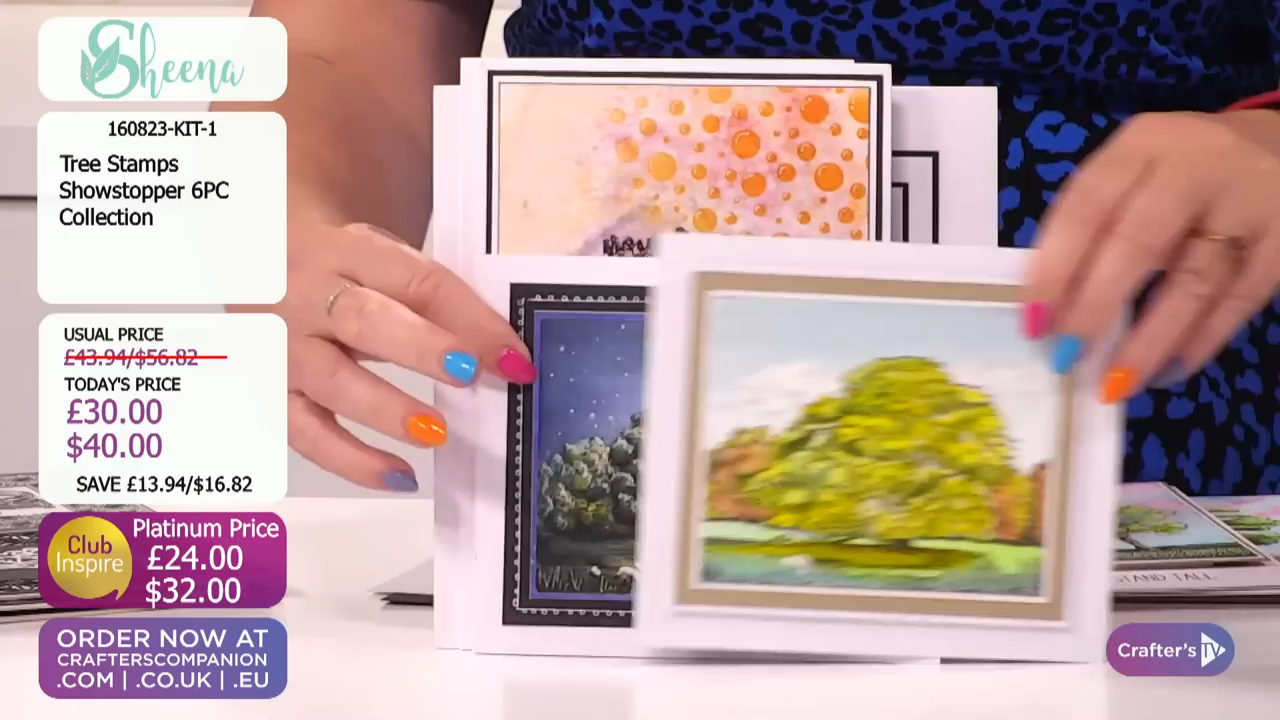 Sheena
160823-KIT-1
Tree Stamps
Showstopper 6PC
Collection
USUAL PRICE
£43.94/$56.82
TODAY'S PRICE
£30.00
$40.00
SAVE £13.94/$16.82
Club
Inspire
Platinum Price
£24.00
$32.00
ORDER NOW AT
CRAFTERSCOMPANION
.COM | .CO.UK | .EU
STAND TALL
Crafter's TV